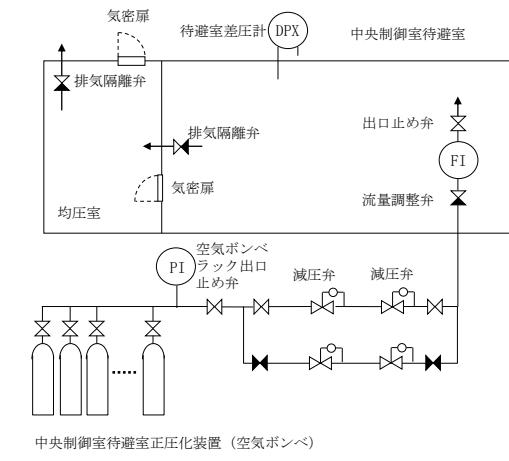 気密扉
待避室差圧計
DPX
中央制御室待避室
排気隔離弁
出口止め弁
排気隔離弁
FI
気密扉
流量調整弁
均圧室
空気ボンベ
ラック出口
止め弁
PI
減圧弁
減圧弁
中央制御室待避室正圧化装置（空気ボンベ）